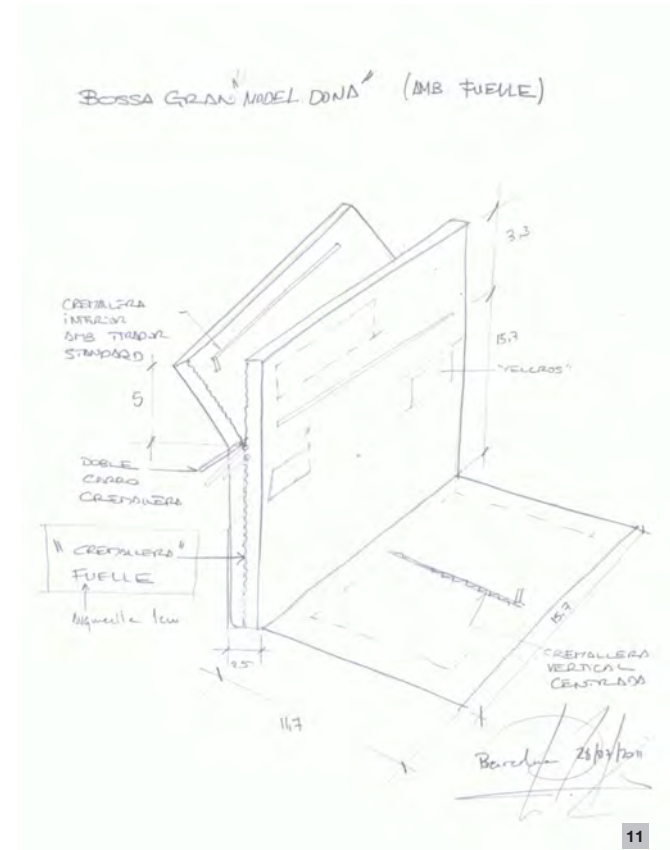 BOSSA GRAN "MODEL DONA" (AMB FUELLE)
3,3
CREMALLERA
INTERIOR
AMB TIRADOR
STANDARD
15,7
"VELCROS"
5
DOBLE
CARRO
CREMALLERA
"CREMALLERA"
FUELLE
1cm
2.5
15,7
CREMALLERA
VERTICAL
CENTRADA
11,7
Barcelona 28/07/2011
11